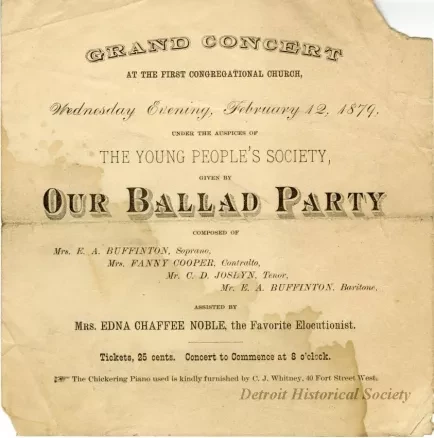 GRAND CONCERT
AT THE FIRST CONGREGATIONAL CHURCH,
Wednesday Evening, February 12, 1879.
UNDER THE AUSPICES OF
THE YOUNG PEOPLE'S SOCIETY,
GIVEN BY
OUR BALLAD PARTY
COMPOSED OF
Mrs. E. A. BUFFINTON, Soprano,
Mrs. FANNY COOPER, Contralto,
Mr. C. D. JOSLYN, Tenor,
Mr. E. A. BUFFINTON, Baritone,
ASSISTED BY
MRS. EDNA CHAFFEE NOBLE, the Favorite Elocutionist.
Tickets, 25 cents. Concert to Commence at 8 o'clock.
☞ The Chickering Piano used is kindly furnished by C. J. Whitney, 40 Fort Street West.
Detroit Historical Society